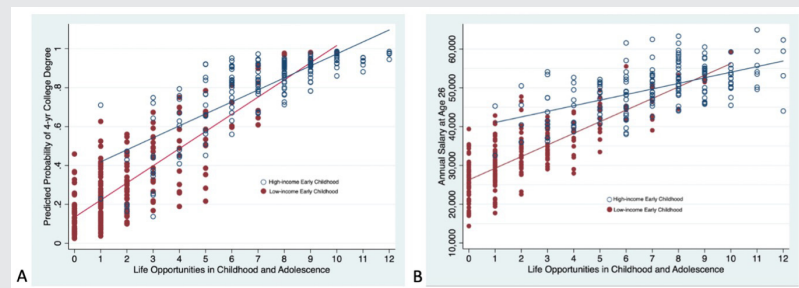 Predicted Probability of 4-yr College Degree
1
.8
.6
.4
.2
0
High-income Early Childhood
Low-income Early Childhood
0 1 2 3 4 5 6 7 8 9 10 11 12
Life Opportunities in Childhood and Adolescence
A
Annual Salary at Age 26
60,000
50,000
40,000
30,000
20,000
10,000
High-income Early Childhood
Low-income Early Childhood
0 1 2 3 4 5 6 7 8 9 10 11 12
Life Opportunities in Childhood and Adolescence
B